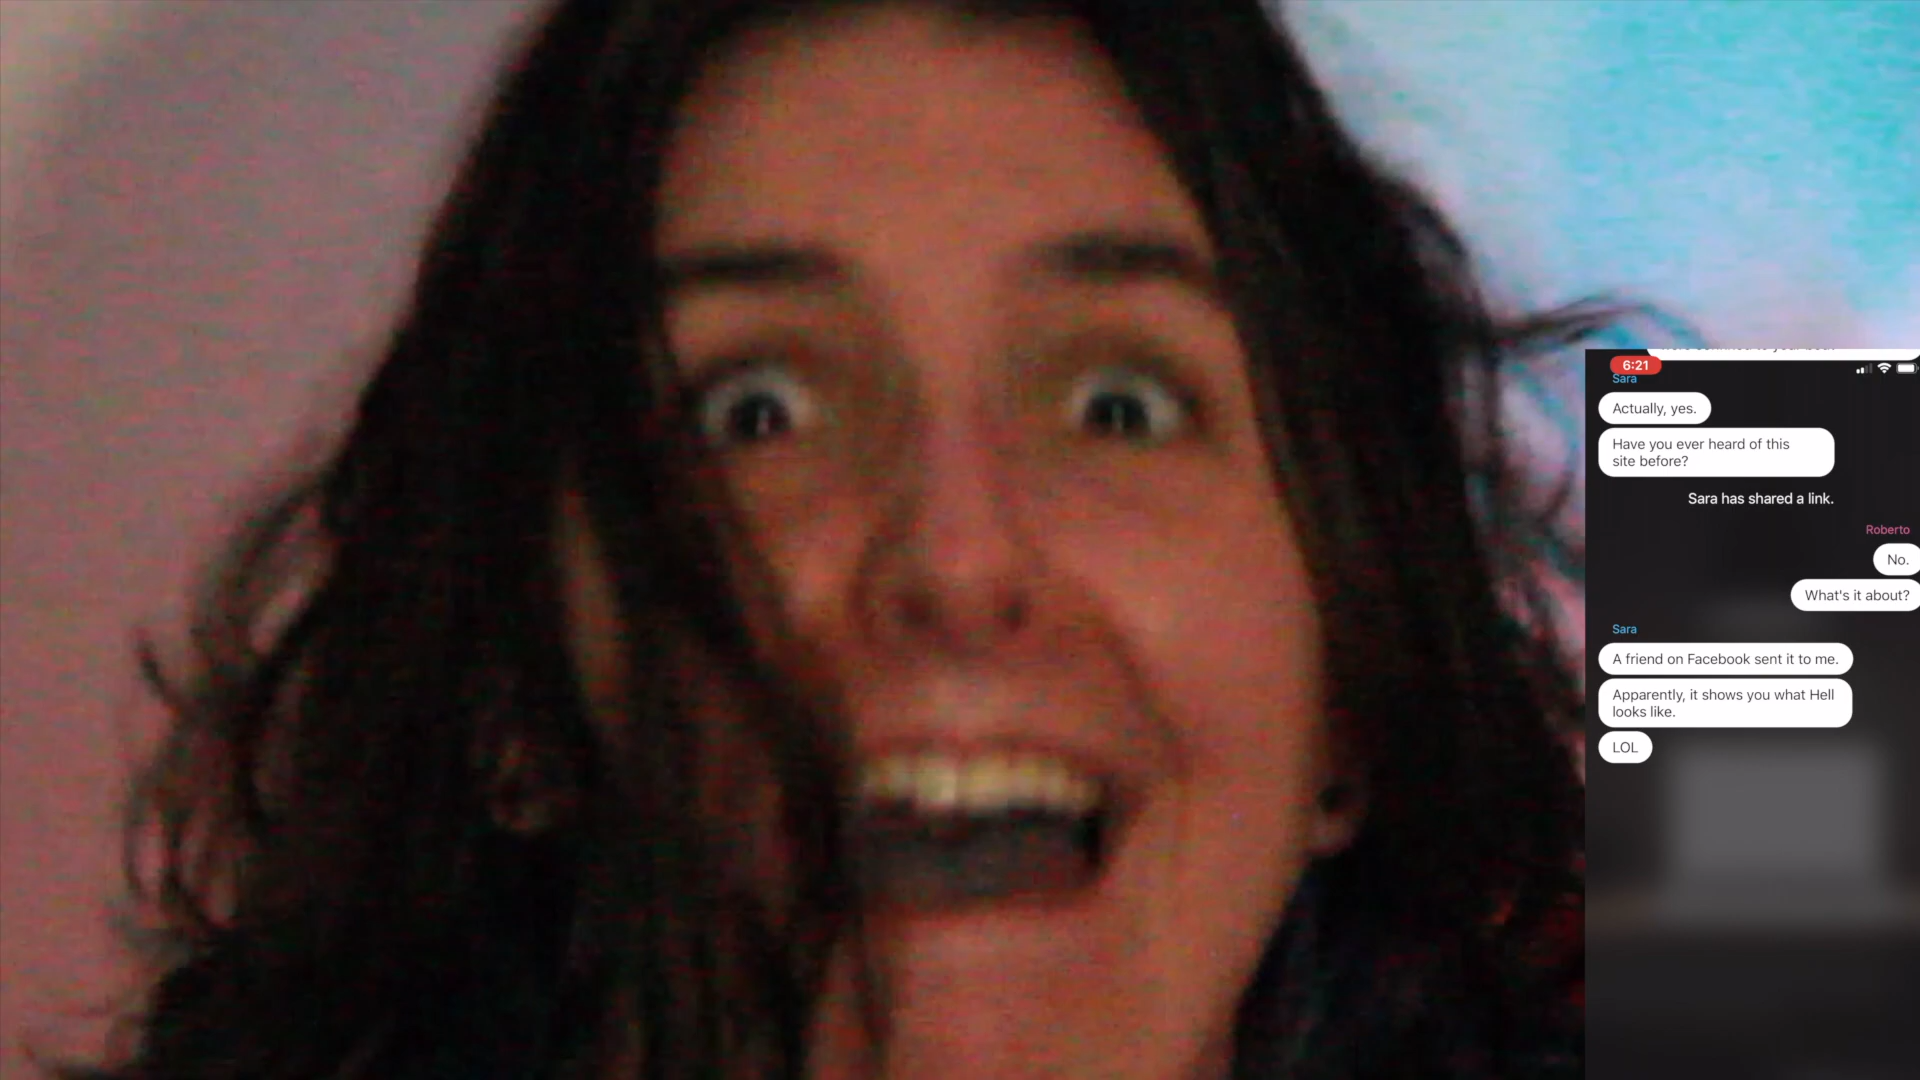 6:21
Sara
Actually, yes.
Have you ever heard of this
site before?
Sara has shared a link.
Roberto
No.
What's it about?
Sara
A friend on Facebook sent it to me.
Apparently, it shows you what Hell
looks like.
LOL